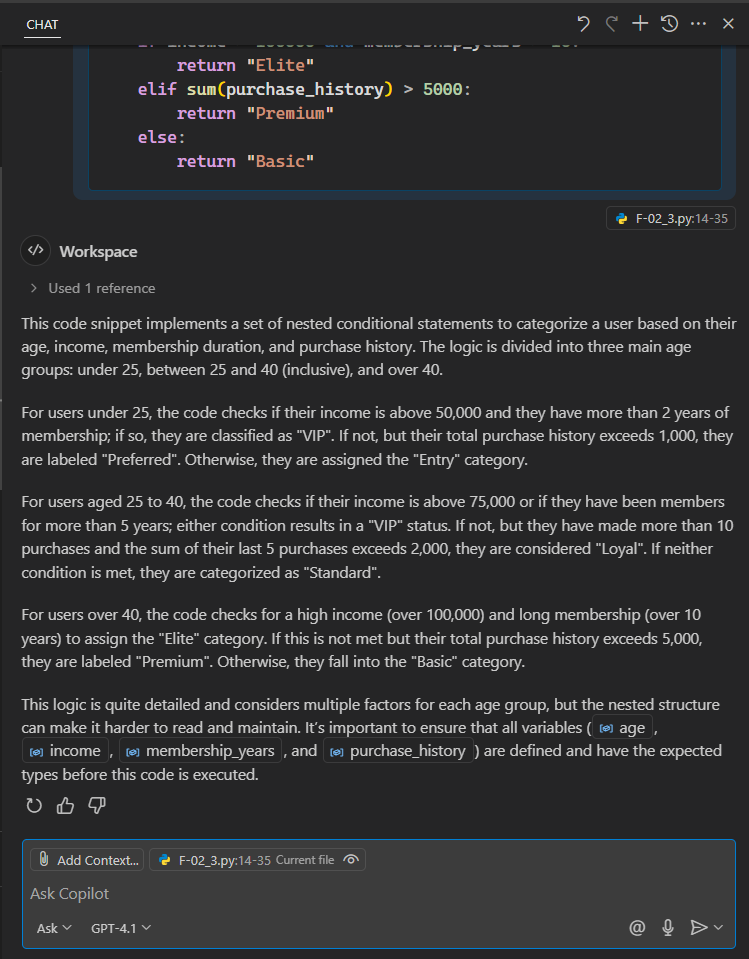 CHAT
return "Elite"
elif sum(purchase_history) > 5000:
return "Premium"
else:
return "Basic"
F-02_3.py:14-35
Workspace
Used 1 reference
This code snippet implements a set of nested conditional statements to categorize a user based on their
age, income, membership duration, and purchase history. The logic is divided into three main age
groups: under 25, between 25 and 40 (inclusive), and over 40.
For users under 25, the code checks if their income is above 50,000 and they have more than 2 years of
membership; if so, they are classified as "VIP". If not, but their total purchase history exceeds 1,000, they
are labeled "Preferred". Otherwise, they are assigned the "Entry" category.
For users aged 25 to 40, the code checks if their income is above 75,000 or if they have been members
for more than 5 years; either condition results in a "VIP" status. If not, but they have made more than 10
purchases and the sum of their last 5 purchases exceeds 2,000, they are considered "Loyal". If neither
condition is met, they are categorized as "Standard".
For users over 40, the code checks for a high income (over 100,000) and long membership (over 10
years) to assign the "Elite" category. If this is not met but their total purchase history exceeds 5,000,
they are labeled "Premium". Otherwise, they fall into the "Basic" category.
This logic is quite detailed and considers multiple factors for each age group, but the nested structure
can make it harder to read and maintain. It's important to ensure that all variables ( age ,
income , membership_years , and purchase_history ) are defined and have the expected
types before this code is executed.
Add Context... F-02_3.py:14-35 Current file
Ask Copilot
Ask GPT-4.1